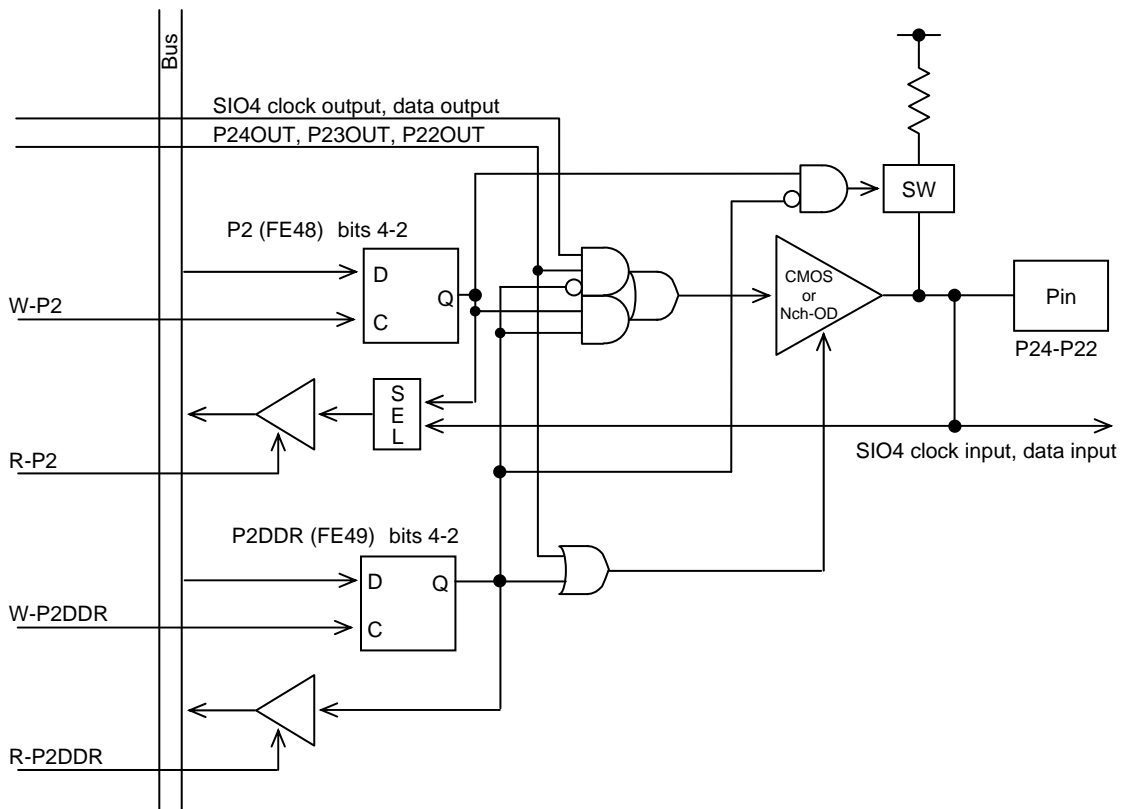 Bus
SIO4 clock output, data output
P24OUT, P23OUT, P22OUT
SW
P2 (FE48) bits 4-2
D
Q
C
W-P2
CMOS
or
Nch-OD
Pin
P24-P22
SEL
R-P2
SIO4 clock input, data input
P2DDR (FE49) bits 4-2
D
Q
C
W-P2DDR
R-P2DDR